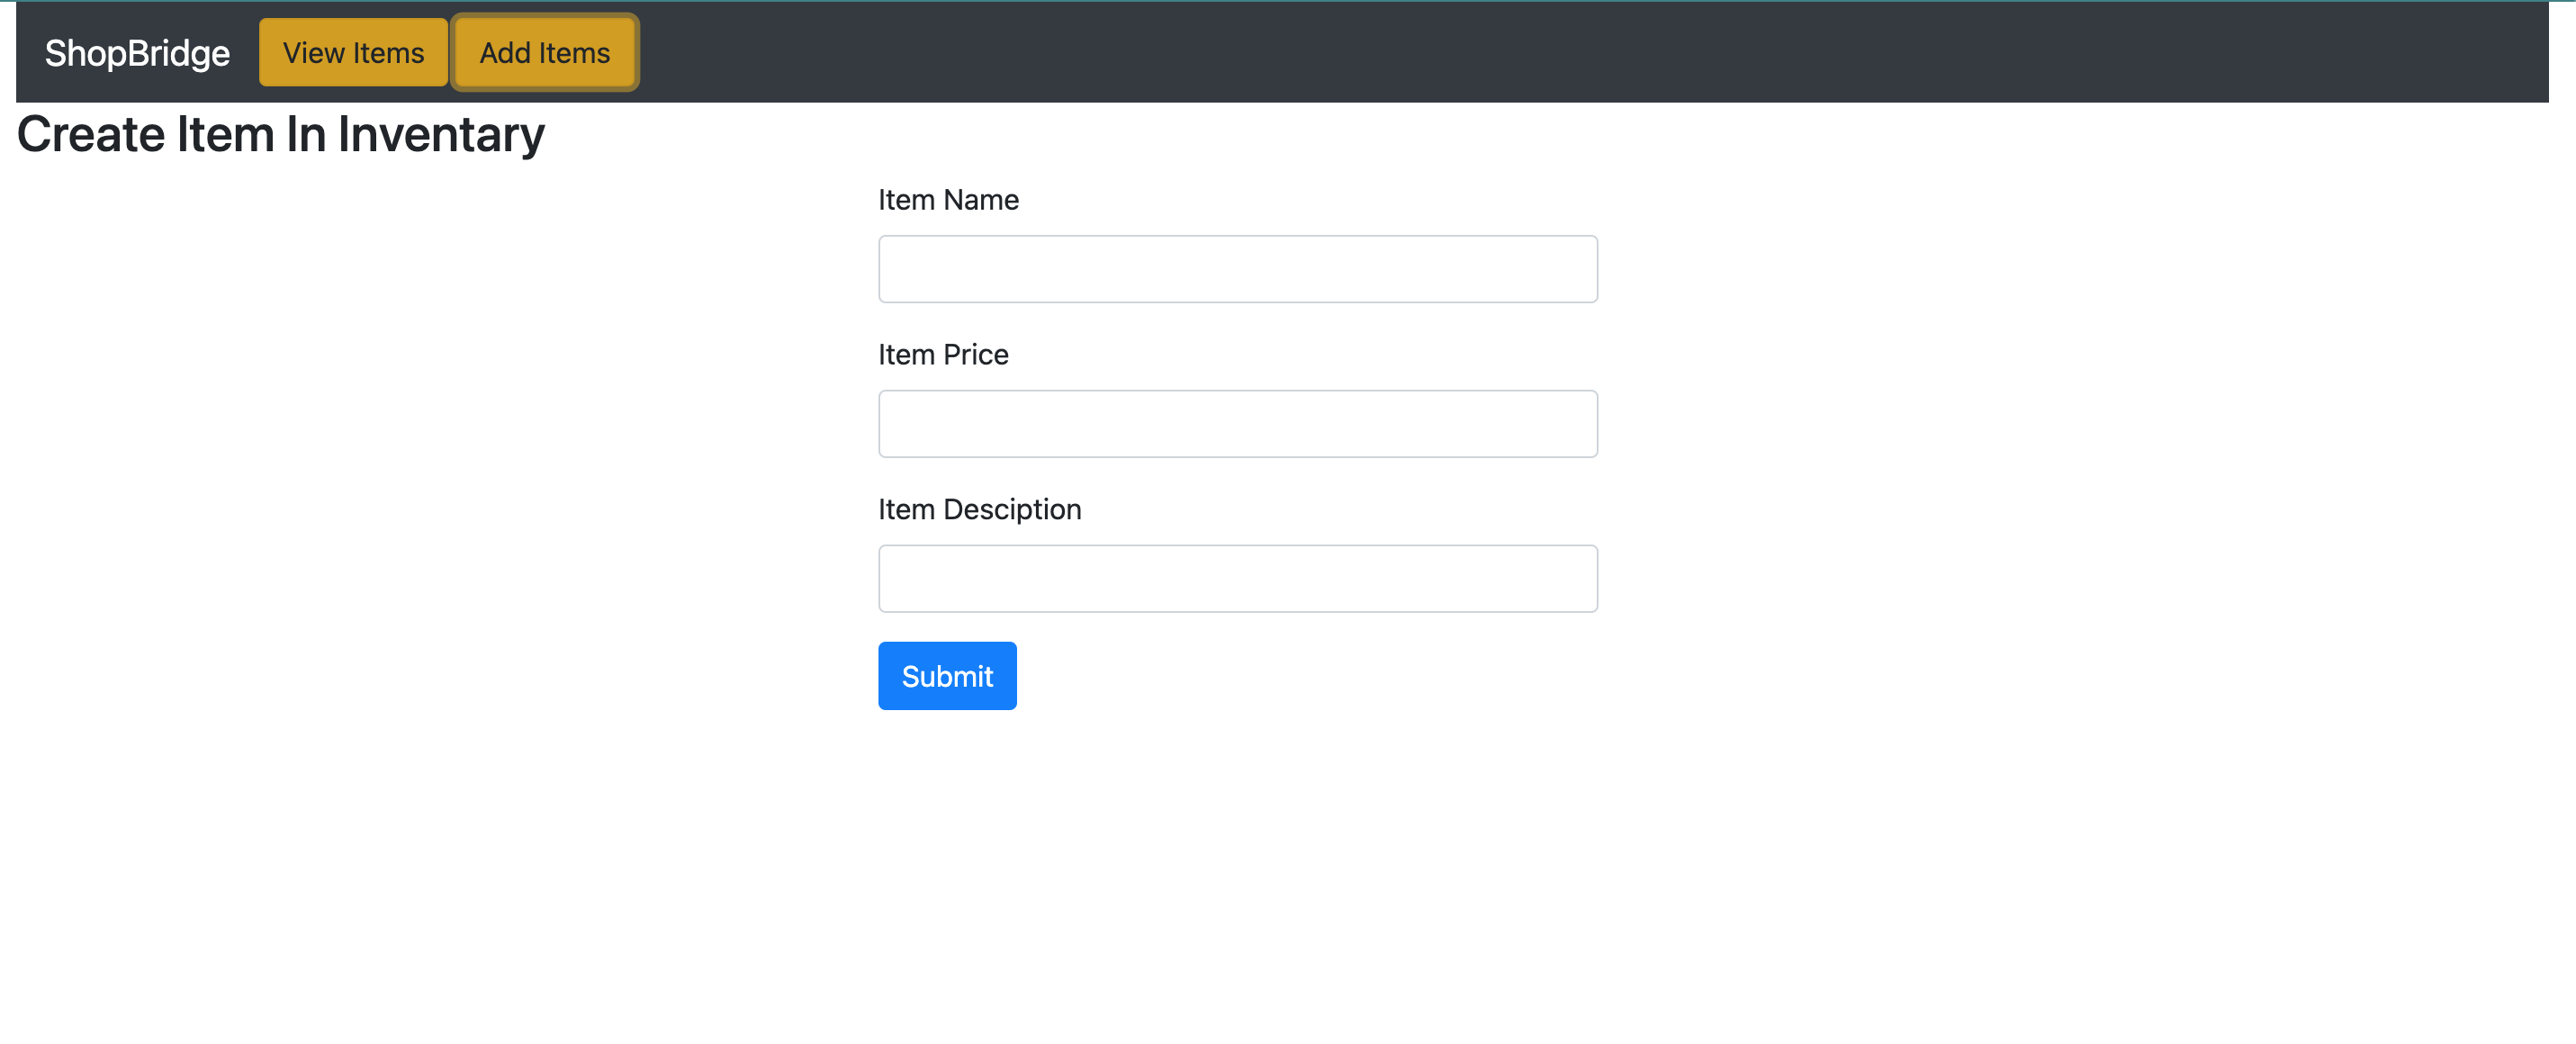 ShopBridge View Items Add Items
Create Item In Inventary
Item Name
Item Price
Item Desciption
Submit